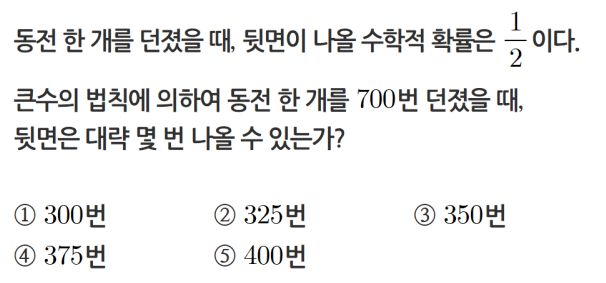 동전 한 개를 던졌을 때, 뒷면이 나올 수학적 확률은 1/2 이다.
큰수의 법칙에 의하여 동전 한 개를 700번 던졌을 때,
뒷면은 대략 몇 번 나올 수 있는가?
① 300번 ② 325번 ③ 350번
④ 375번 ⑤ 400번